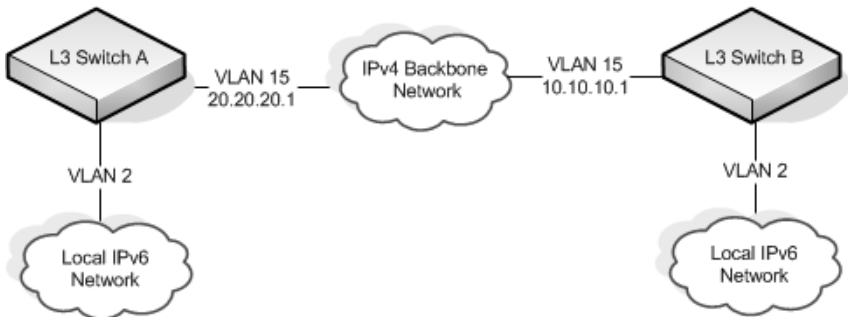 L3 Switch A
VLAN 15
20.20.20.1
IPv4 Backbone
Network
VLAN 15
10.10.10.1
L3 Switch B
VLAN 2
VLAN 2
Local IPv6
Network
Local IPv6
Network